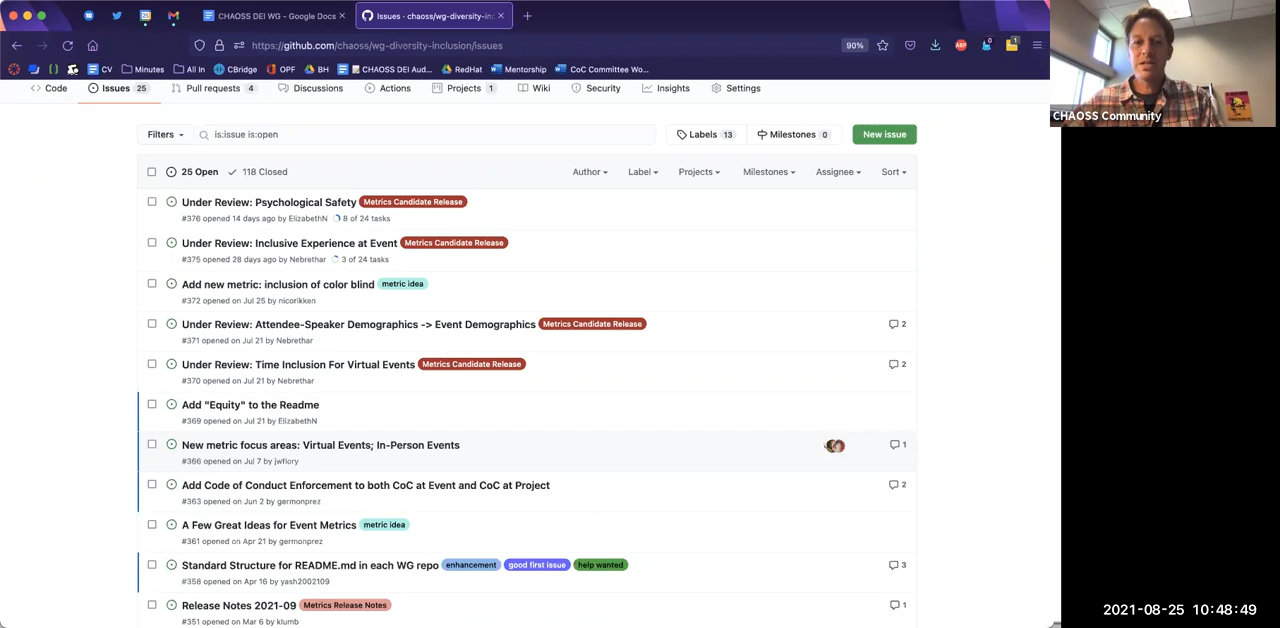 CHAOSS DEI WG - Google Docs
Issues · chaoss/wg-diversity-inc
https://github.com/chaoss/wg-diversity-inclusion/issues
90%
CV
Minutes
All In
CBridge
OPF
BH
CHAOSS DEI Aud...
RedHat
Mentorship
CoC Committee Wo...
Code
Issues 25
Pull requests 4
Discussions
Actions
Projects 1
Wiki
Security
Insights
Settings
Filters
is:issue is:open
Labels 13
Milestones 0
New issue
25 Open
118 Closed
Author
Label
Projects
Milestones
Assignee
Sort
Under Review: Psychological Safety Metrics Candidate Release
#376 opened 14 days ago by ElizabethN 8 of 24 tasks
Under Review: Inclusive Experience at Event Metrics Candidate Release
#375 opened 28 days ago by Nebrethar 3 of 24 tasks
Add new metric: inclusion of color blind metric idea
#372 opened on Jul 25 by nicorikken
Under Review: Attendee-Speaker Demographics -> Event Demographics Metrics Candidate Release 2
#371 opened on Jul 21 by Nebrethar
Under Review: Time Inclusion For Virtual Events Metrics Candidate Release 2
#370 opened on Jul 21 by Nebrethar
Add "Equity" to the Readme
#369 opened on Jul 21 by ElizabethN
New metric focus areas: Virtual Events; In-Person Events 1
#366 opened on Jul 7 by jwflory
Add Code of Conduct Enforcement to both CoC at Event and CoC at Project 2
#363 opened on Jun 2 by germonprez
A Few Great Ideas for Event Metrics metric idea
#361 opened on Apr 21 by germonprez
Standard Structure for README.md in each WG repo enhancement good first issue help wanted 3
#358 opened on Apr 16 by yash2002109
Release Notes 2021-09 Metrics Release Notes 1
#351 opened on Mar 6 by klumb
CHAOSS Community
2021-08-25 10:48:49